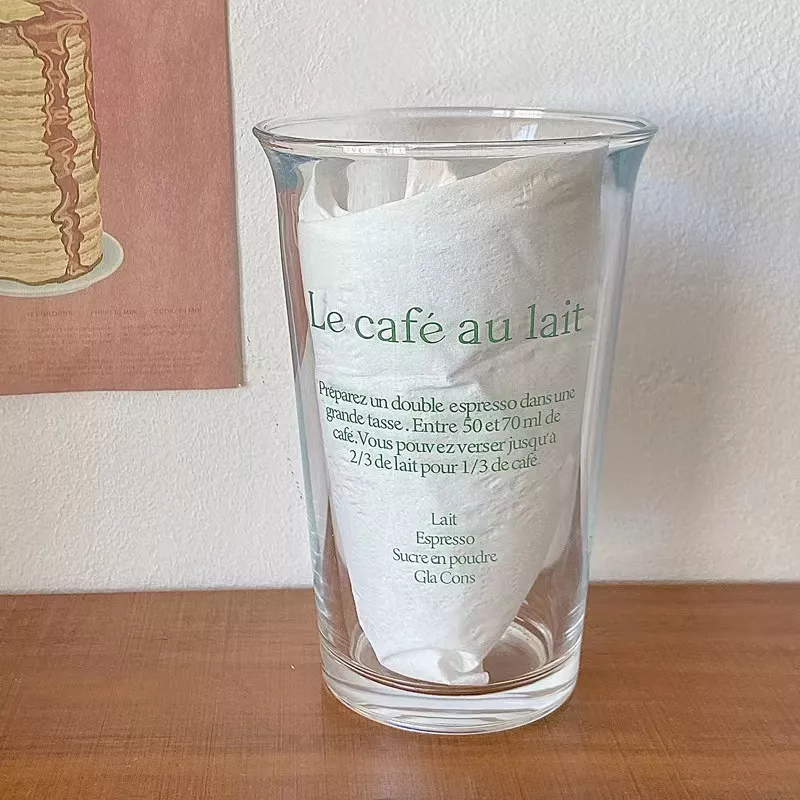 Le café au lait
Préparez un double espresso dans une
grande tasse. Entre 50 et 70 ml de
café. Vous pouvez verser jusqu'à
2/3 de lait pour 1/3 de café
Lait
Espresso
Sucre en poudre
Gla Cons